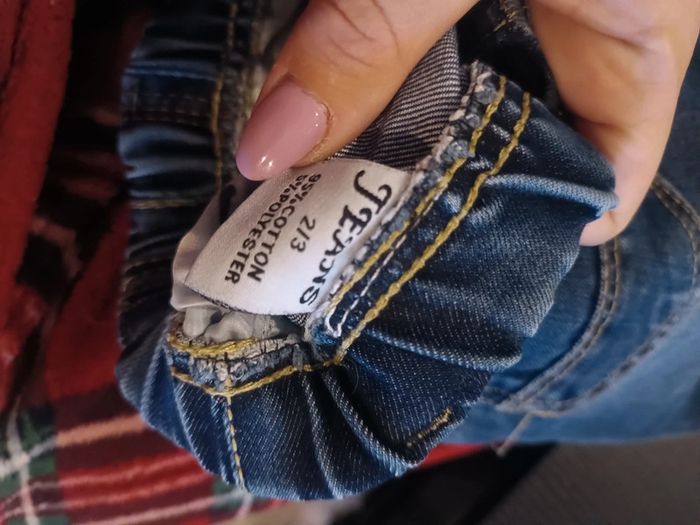 JEANS
2/3
95%COTTON
5%POLYESTER